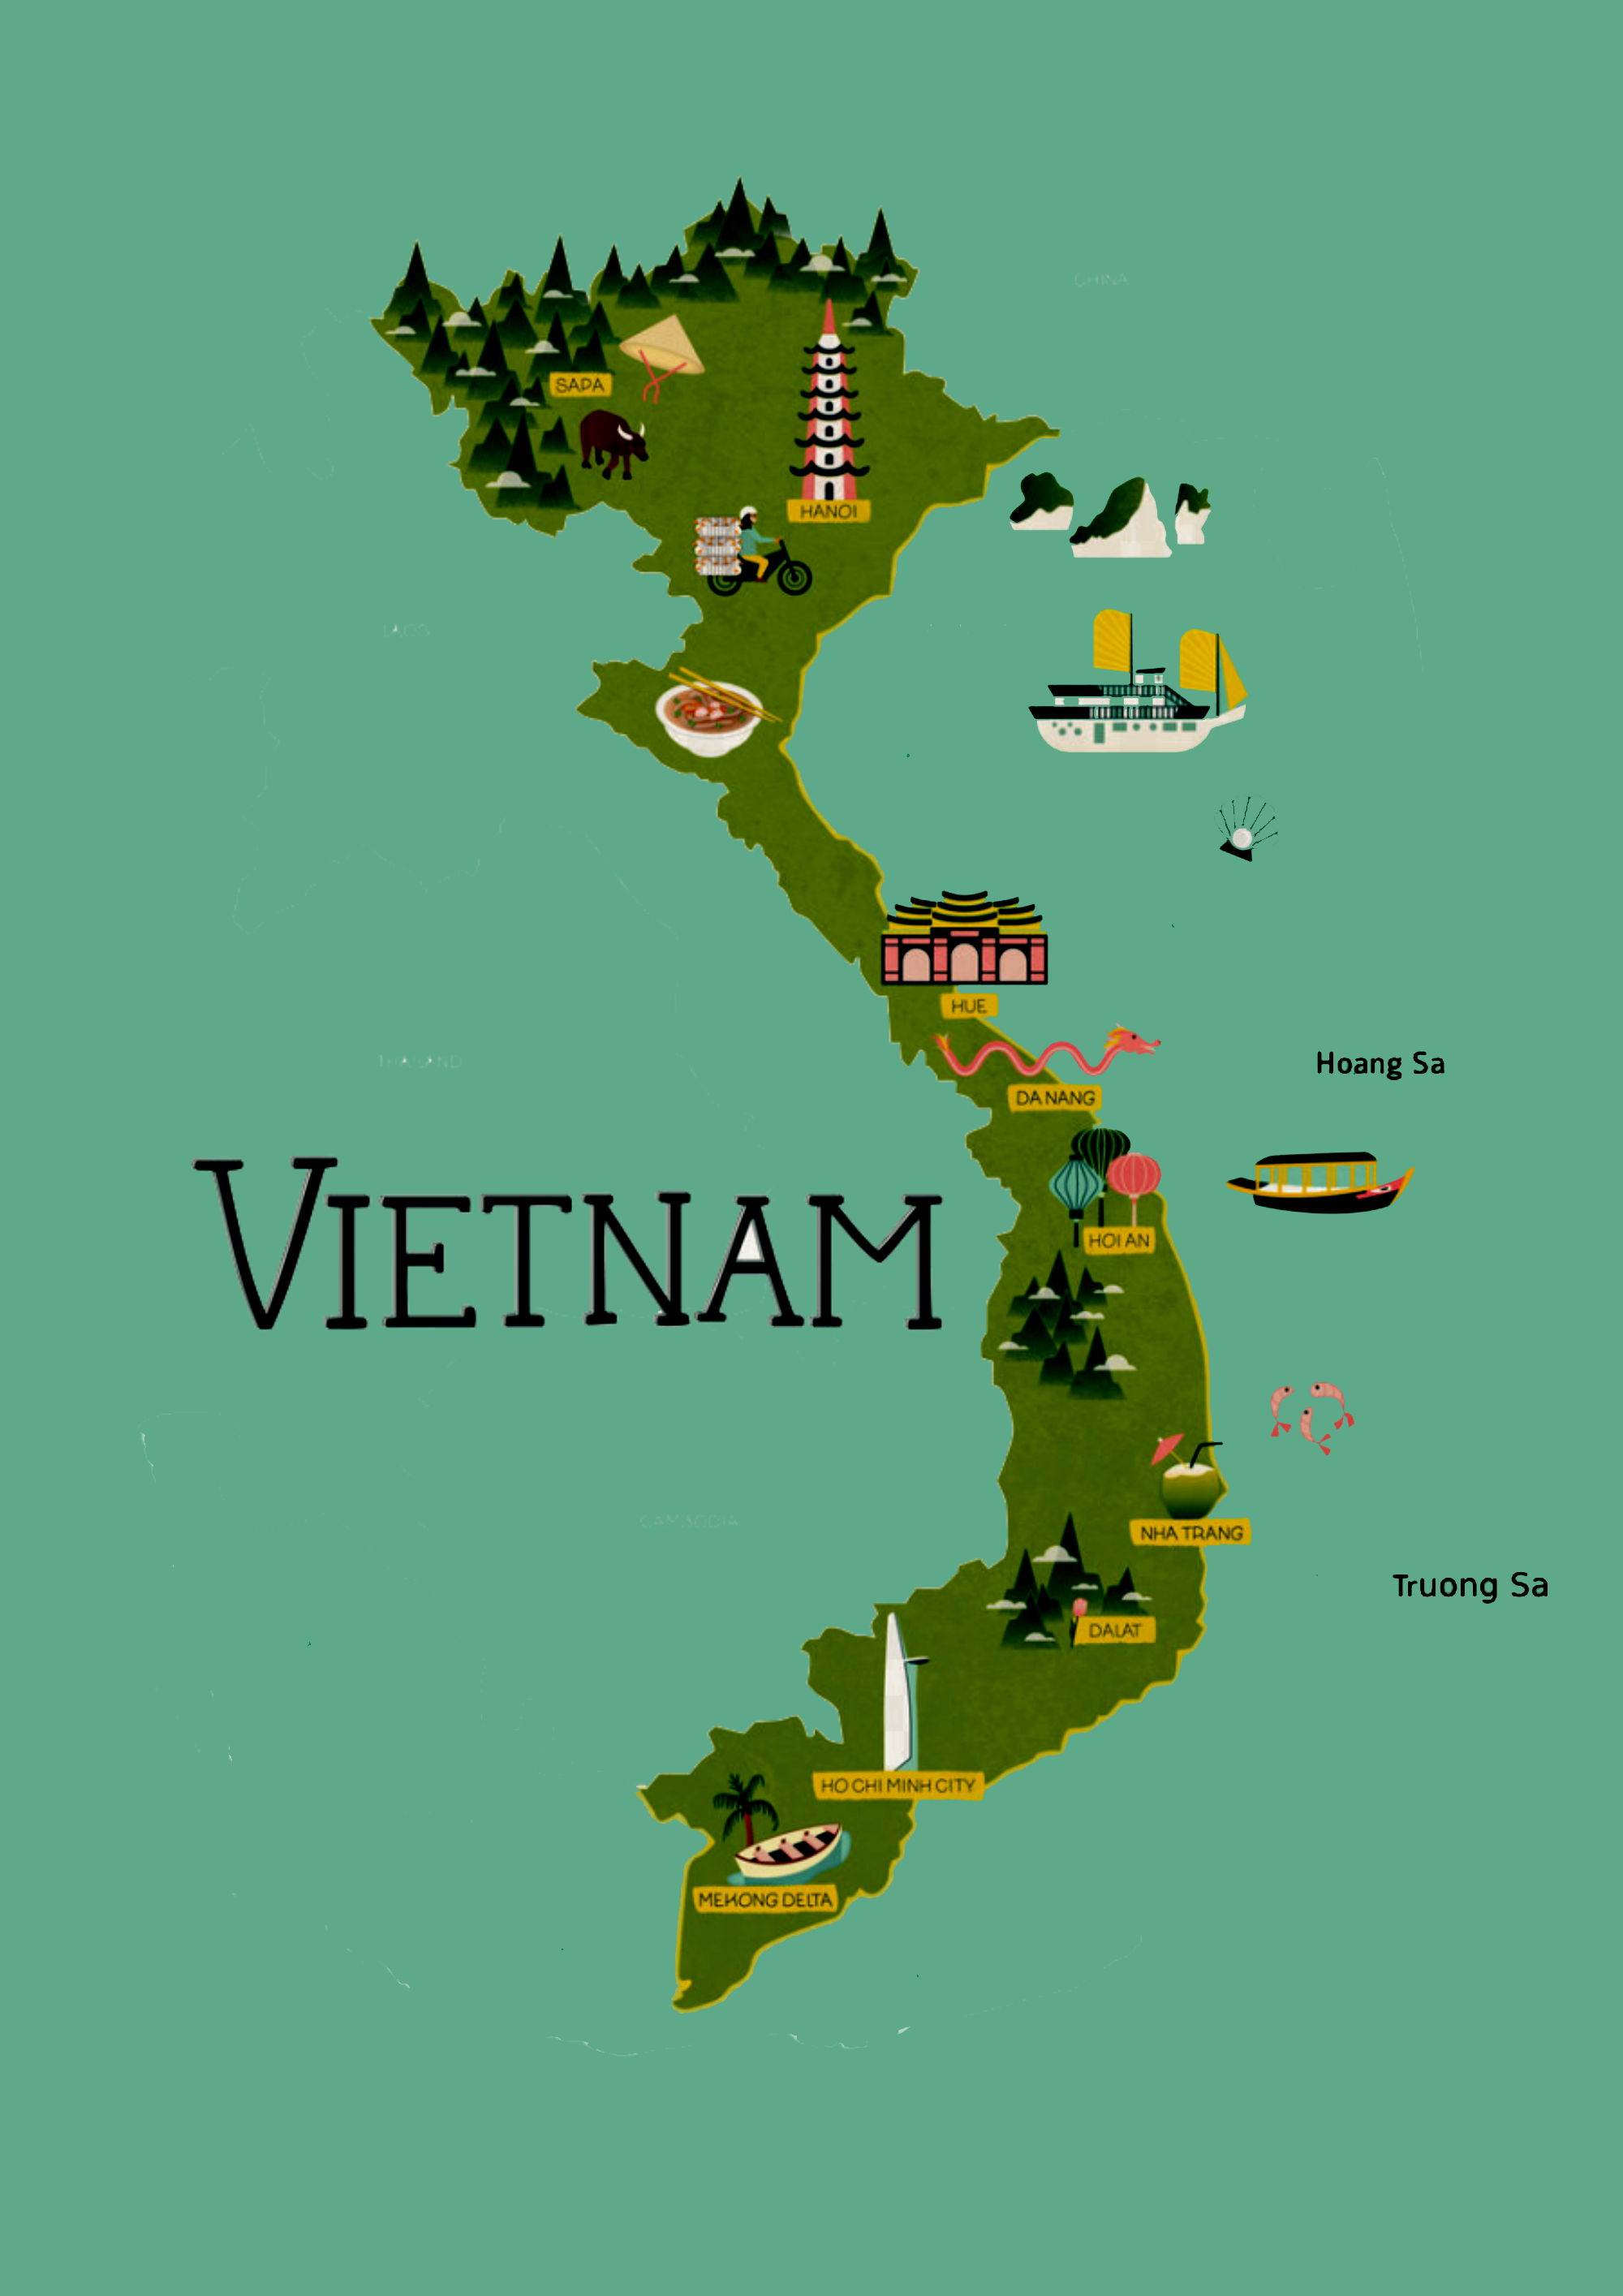 CHINA
SAPA
HANOI
LAOS
HUE
THAILAND
Hoang Sa
DA NANG
VIETNAM
HOI AN
CAMBODIA
NHA TRANG
Truong Sa
DALAT
HO CHI MINH CITY
MEKONG DELTA